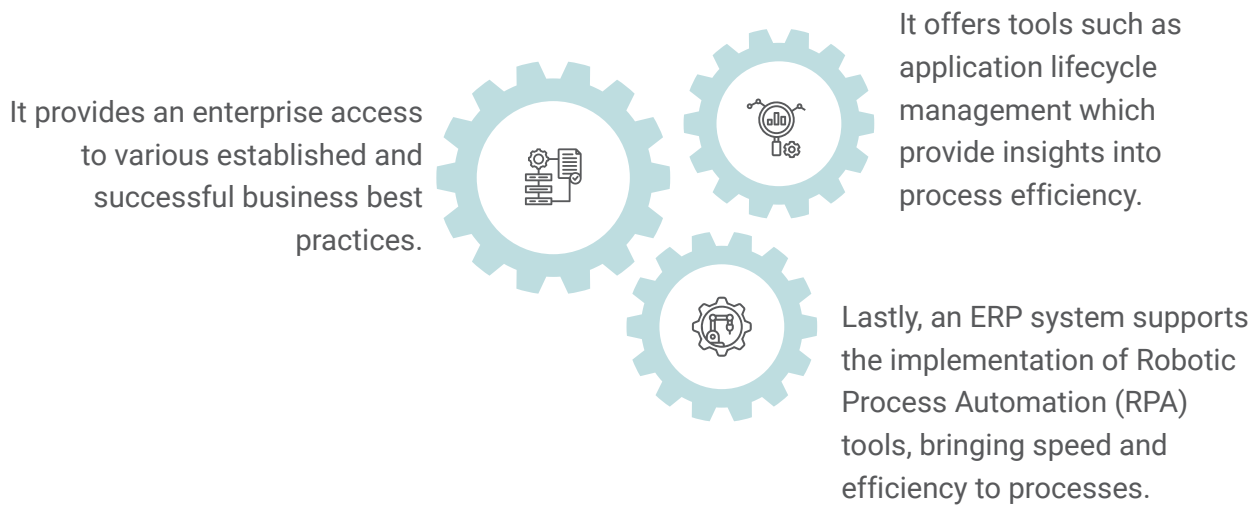 It provides an enterprise access
to various established and
successful business best
practices.
It offers tools such as
application lifecycle
management which
provide insights into
process efficiency.
Lastly, an ERP system supports
the implementation of Robotic
Process Automation (RPA)
tools, bringing speed and
efficiency to processes.